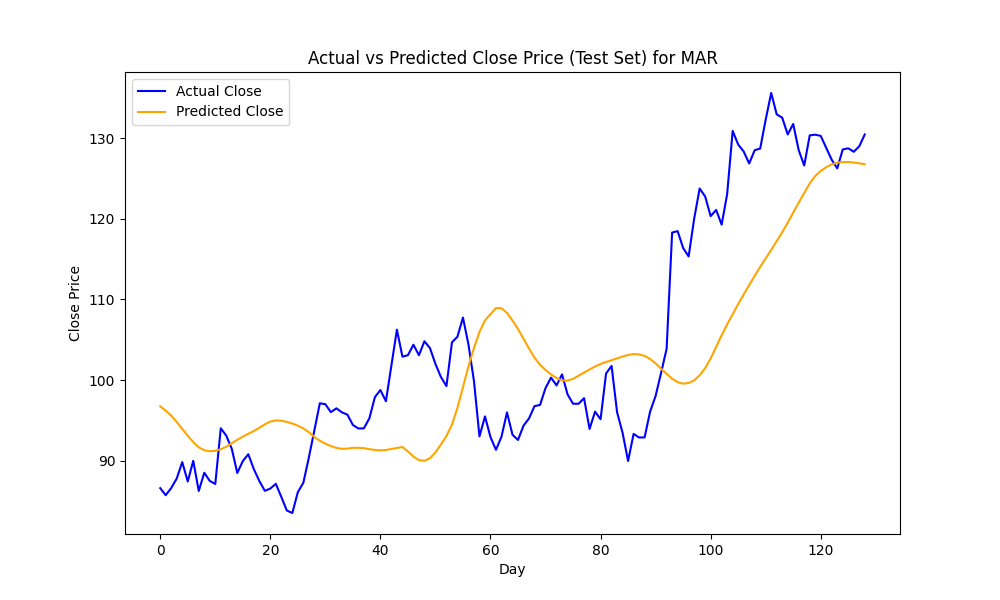 Actual vs Predicted Close Price (Test Set) for MAR
Actual Close
Predicted Close
130
120
110
100
90
Close Price
0 20 40 60 80 100 120
Day